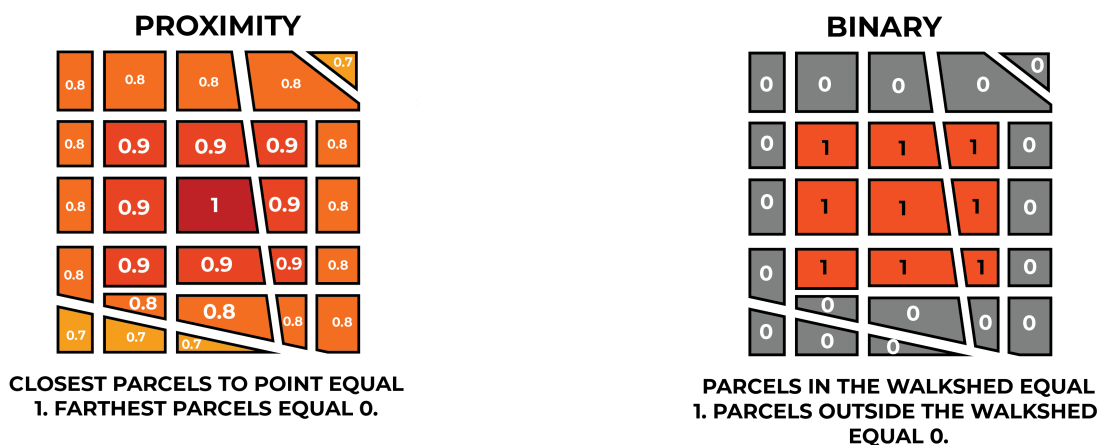 PROXIMITY
0.8 0.8 0.8 0.8 0.7
0.8 0.9 0.9 0.9 0.8
0.8 0.9 1 0.9 0.8
0.8 0.9 0.9 0.9 0.8
0.8 0.8 0.8 0.8
0.7 0.7 0.7
CLOSEST PARCELS TO POINT EQUAL
1. FARTHEST PARCELS EQUAL 0.
BINARY
0 0 0 0 0
0 1 1 1 0
0 1 1 1 0
0 1 1 1 0
0 0 0 0
0 0 0
PARCELS IN THE WALKSHED EQUAL
1. PARCELS OUTSIDE THE WALKSHED
EQUAL 0.